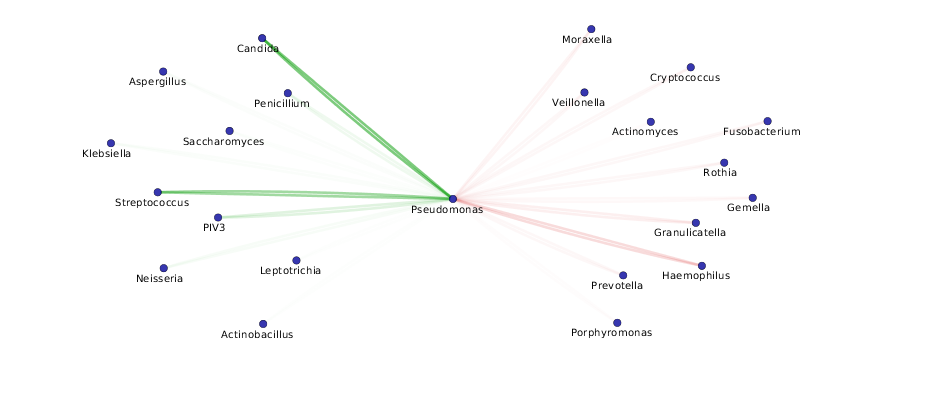 Candida
Moraxella
Aspergillus
Cryptococcus
Penicillium
Veillonella
Saccharomyces
Actinomyces
Fusobacterium
Klebsiella
Rothia
Streptococcus
Pseudomonas
Gemella
PIV3
Granulicatella
Neisseria
Leptotrichia
Haemophilus
Prevotella
Actinobacillus
Porphyromonas